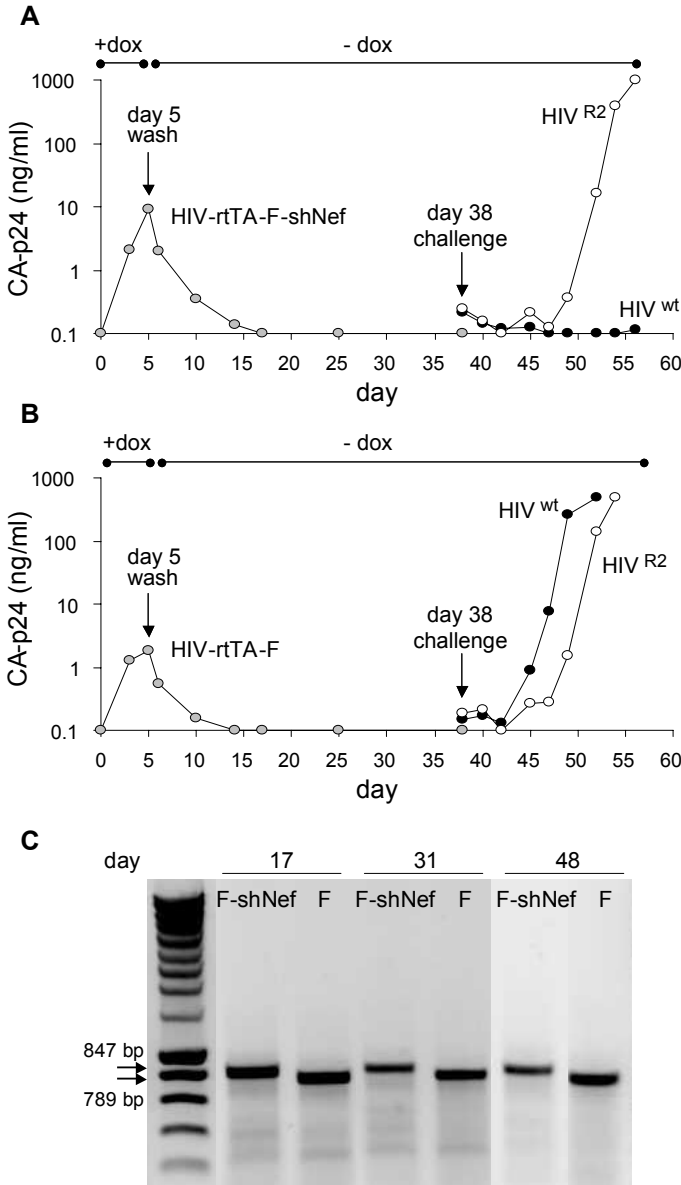 A
+dox - dox
1000
100
10
1
0.1
CA-p24 (ng/ml)
day 5
wash
HIV-rtTA-F-shNef
day 38
challenge
HIV R2
HIV wt
0 5 10 15 20 25 30 35 40 45 50 55 60
day
B
+dox - dox
1000
100
10
1
0.1
CA-p24 (ng/ml)
day 5
wash
HIV-rtTA-F
day 38
challenge
HIV wt
HIV R2
0 5 10 15 20 25 30 35 40 45 50 55 60
day
C
day 17 31 48
F-shNef F F-shNef F F-shNef F
847 bp
789 bp